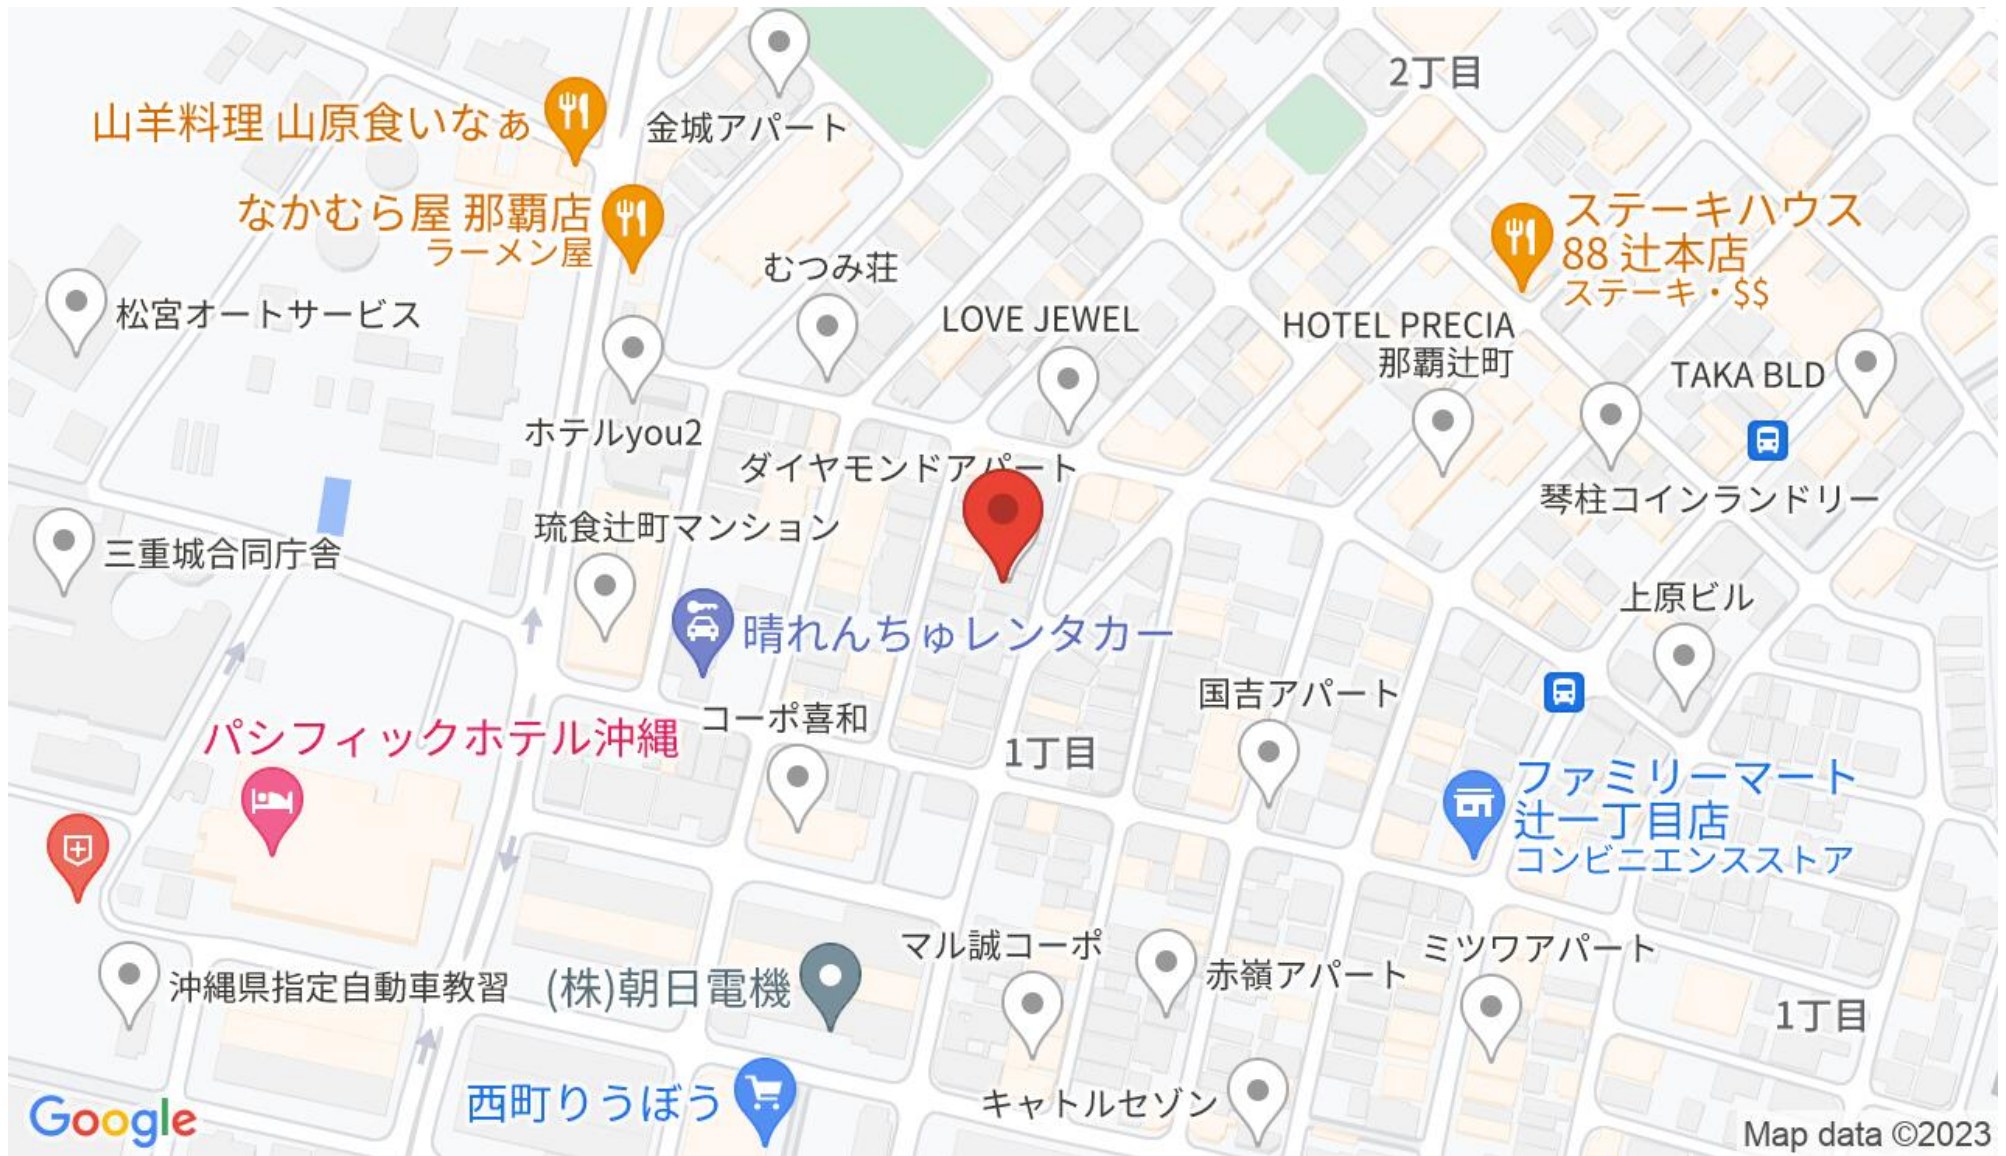 2丁目
山羊料理 山原食いなぁ
金城アパート
なかむら屋 那覇店
ラーメン屋
ステーキハウス
88 辻本店
ステーキ・$$
むつみ荘
松宮オートサービス
LOVE JEWEL
HOTEL PRECIA
那覇辻町
TAKA BLD
ホテルyou2
ダイヤモンドアパート
琴柱コインランドリー
琉食辻町マンション
三重城合同庁舎
上原ビル
晴れんちゅレンタカー
国吉アパート
コーポ喜和
パシフィックホテル沖縄
1丁目
ファミリーマート
辻一丁目店
コンビニエンスストア
マル誠コーポ
ミツワアパート
赤嶺アパート
沖縄県指定自動車教習
(株)朝日電機
1丁目
西町りうぼう
キャトルセゾン
Google
Map data ©2023